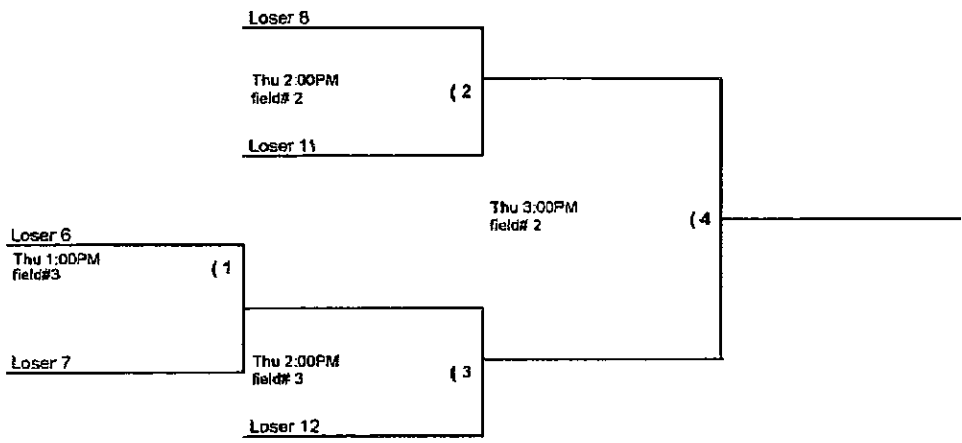 Loser 8
Thu 2:00PM
field# 2
( 2
Loser 11
Thu 3:00PM
field# 2
( 4
Loser 6
Thu 1:00PM
field#3
( 1
Loser 7
Thu 2:00PM
field# 3
( 3
Loser 12